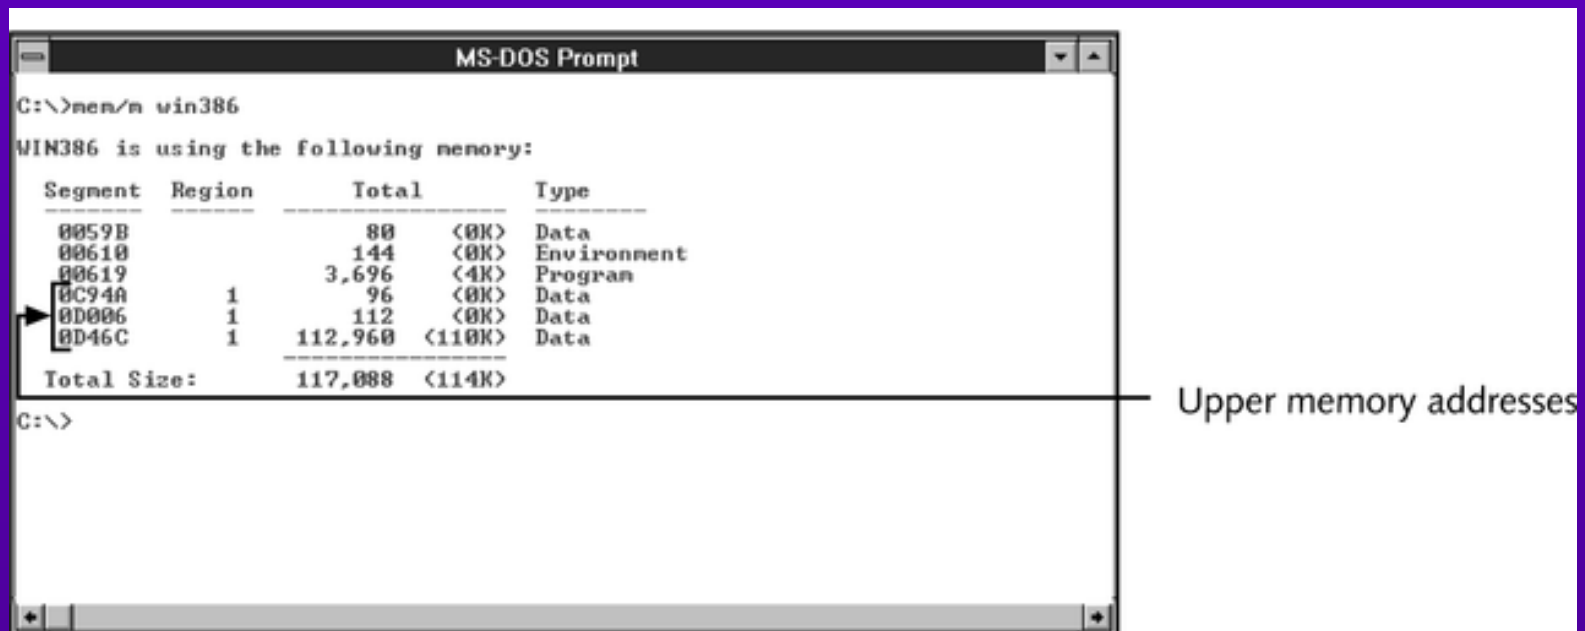 MS-DOS Prompt
C:\>mem/m win386
WIN386 is using the following memory:
Segment Region Total Type
------- ------ ---------------- --------
0059B 80 (0K) Data
00610 144 (0K) Environment
00619 3,696 (4K) Program
0C94A 1 96 (0K) Data
0D006 1 112 (0K) Data
0D46C 1 112,960 (110K) Data
----------------
Total Size: 117,088 (114K)
Upper memory addresses
C:\>